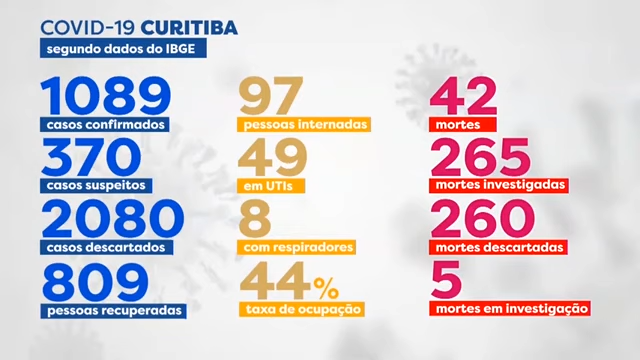 COVID-19 CURITIBA
segundo dados do IBGE
1089
casos confirmados
370
casos suspeitos
2080
casos descartados
809
pessoas recuperadas
97
pessoas internadas
49
em UTIs
8
com respiradores
44%
taxa de ocupação
42
mortes
265
mortes investigadas
260
mortes descartadas
5
mortes em investigação